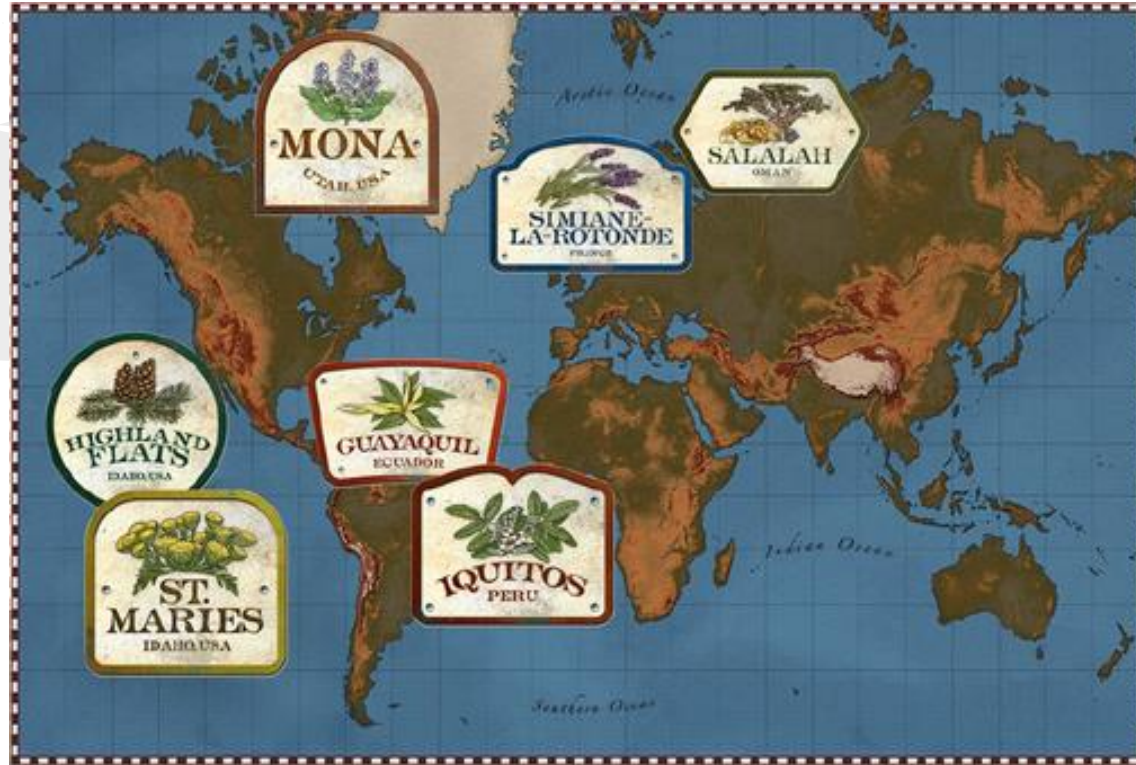 Arctic Ocean
MONA
UTAH, USA
SALALAH
OMAN
SIMIANE-
LA-ROTONDE
FRANCE
HIGHLAND
FLATS
IDAHO, USA
GUAYAQUIL
ECUADOR
IQUITOS
PERU
ST.
MARIES
IDAHO, USA
Indian Ocean
Southern Ocean